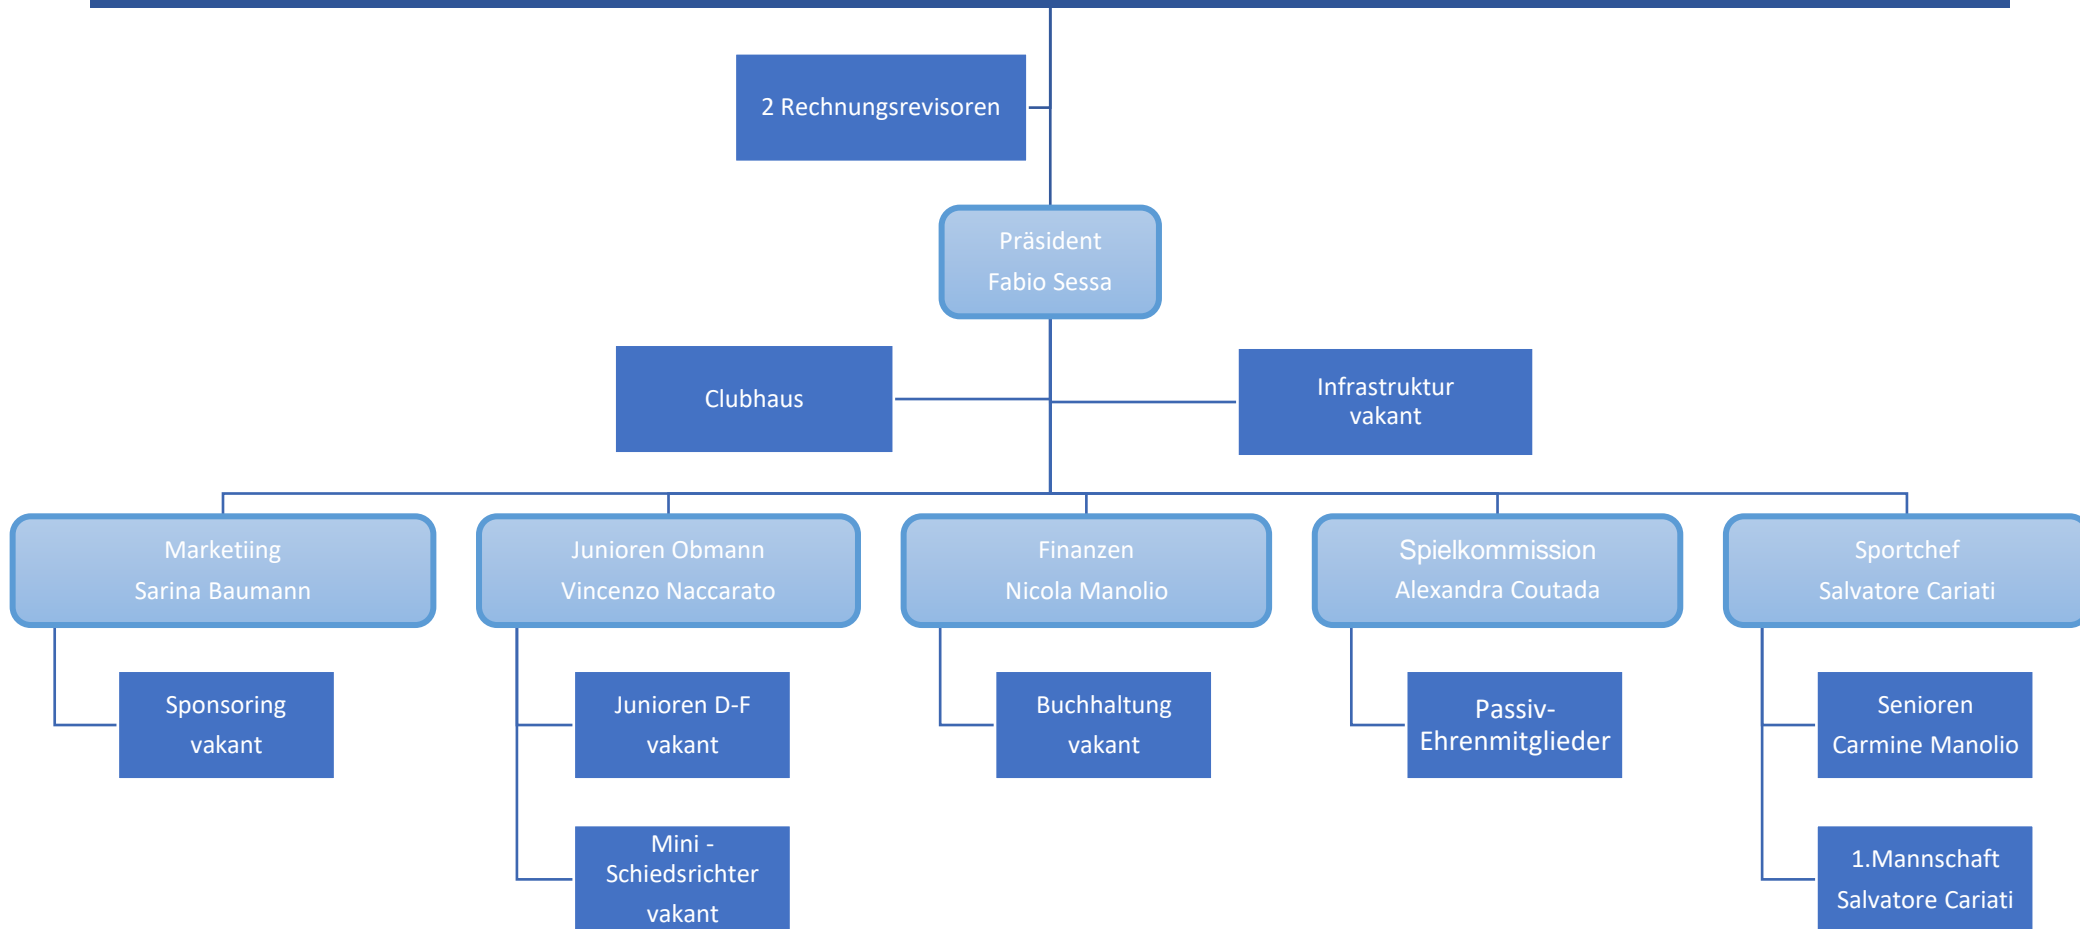 2 Rechnungsrevisoren
Präsident
Fabio Sessa
Clubhaus
Infrastruktur
vakant
Marketiing
Sarina Baumann
Junioren Obmann
Vincenzo Naccarato
Finanzen
Nicola Manolio
Spielkommission
Alexandra Coutada
Sportchef
Salvatore Cariati
Sponsoring
vakant
Junioren D-F
vakant
Buchhaltung
vakant
Passiv-
Ehrenmitglieder
Senioren
Carmine Manolio
Mini -
Schiedsrichter
vakant
1.Mannschaft
Salvatore Cariati